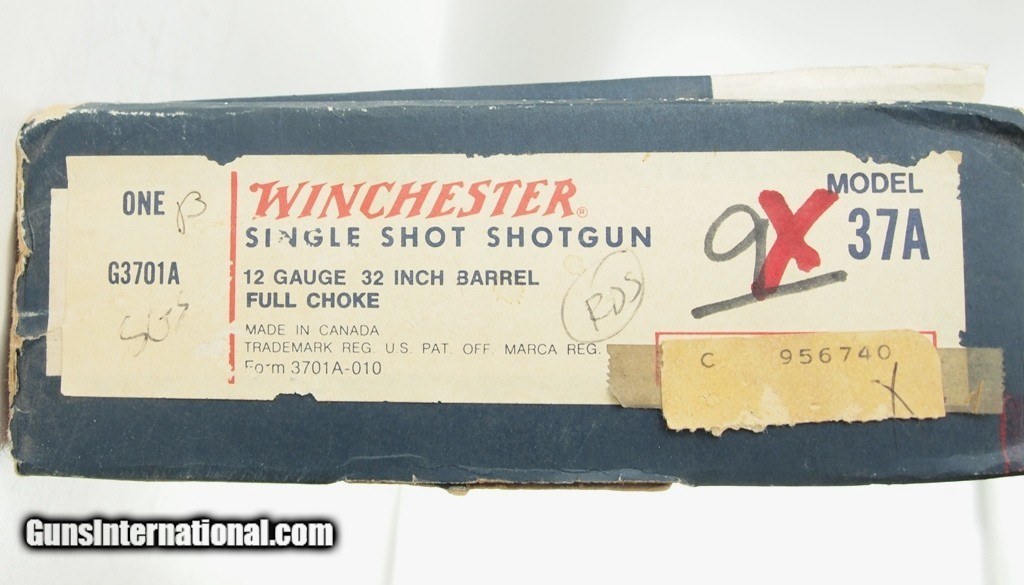 ONE
G3701A
WINCHESTER®
SINGLE SHOT SHOTGUN
12 GAUGE 32 INCH BARREL
FULL CHOKE
MADE IN CANADA
TRADEMARK REG. U.S. PAT. OFF. MARCA REG.
Form 3701A-010
RDS
9X
MODEL
37A
C 956740
X
GunsInternational.com